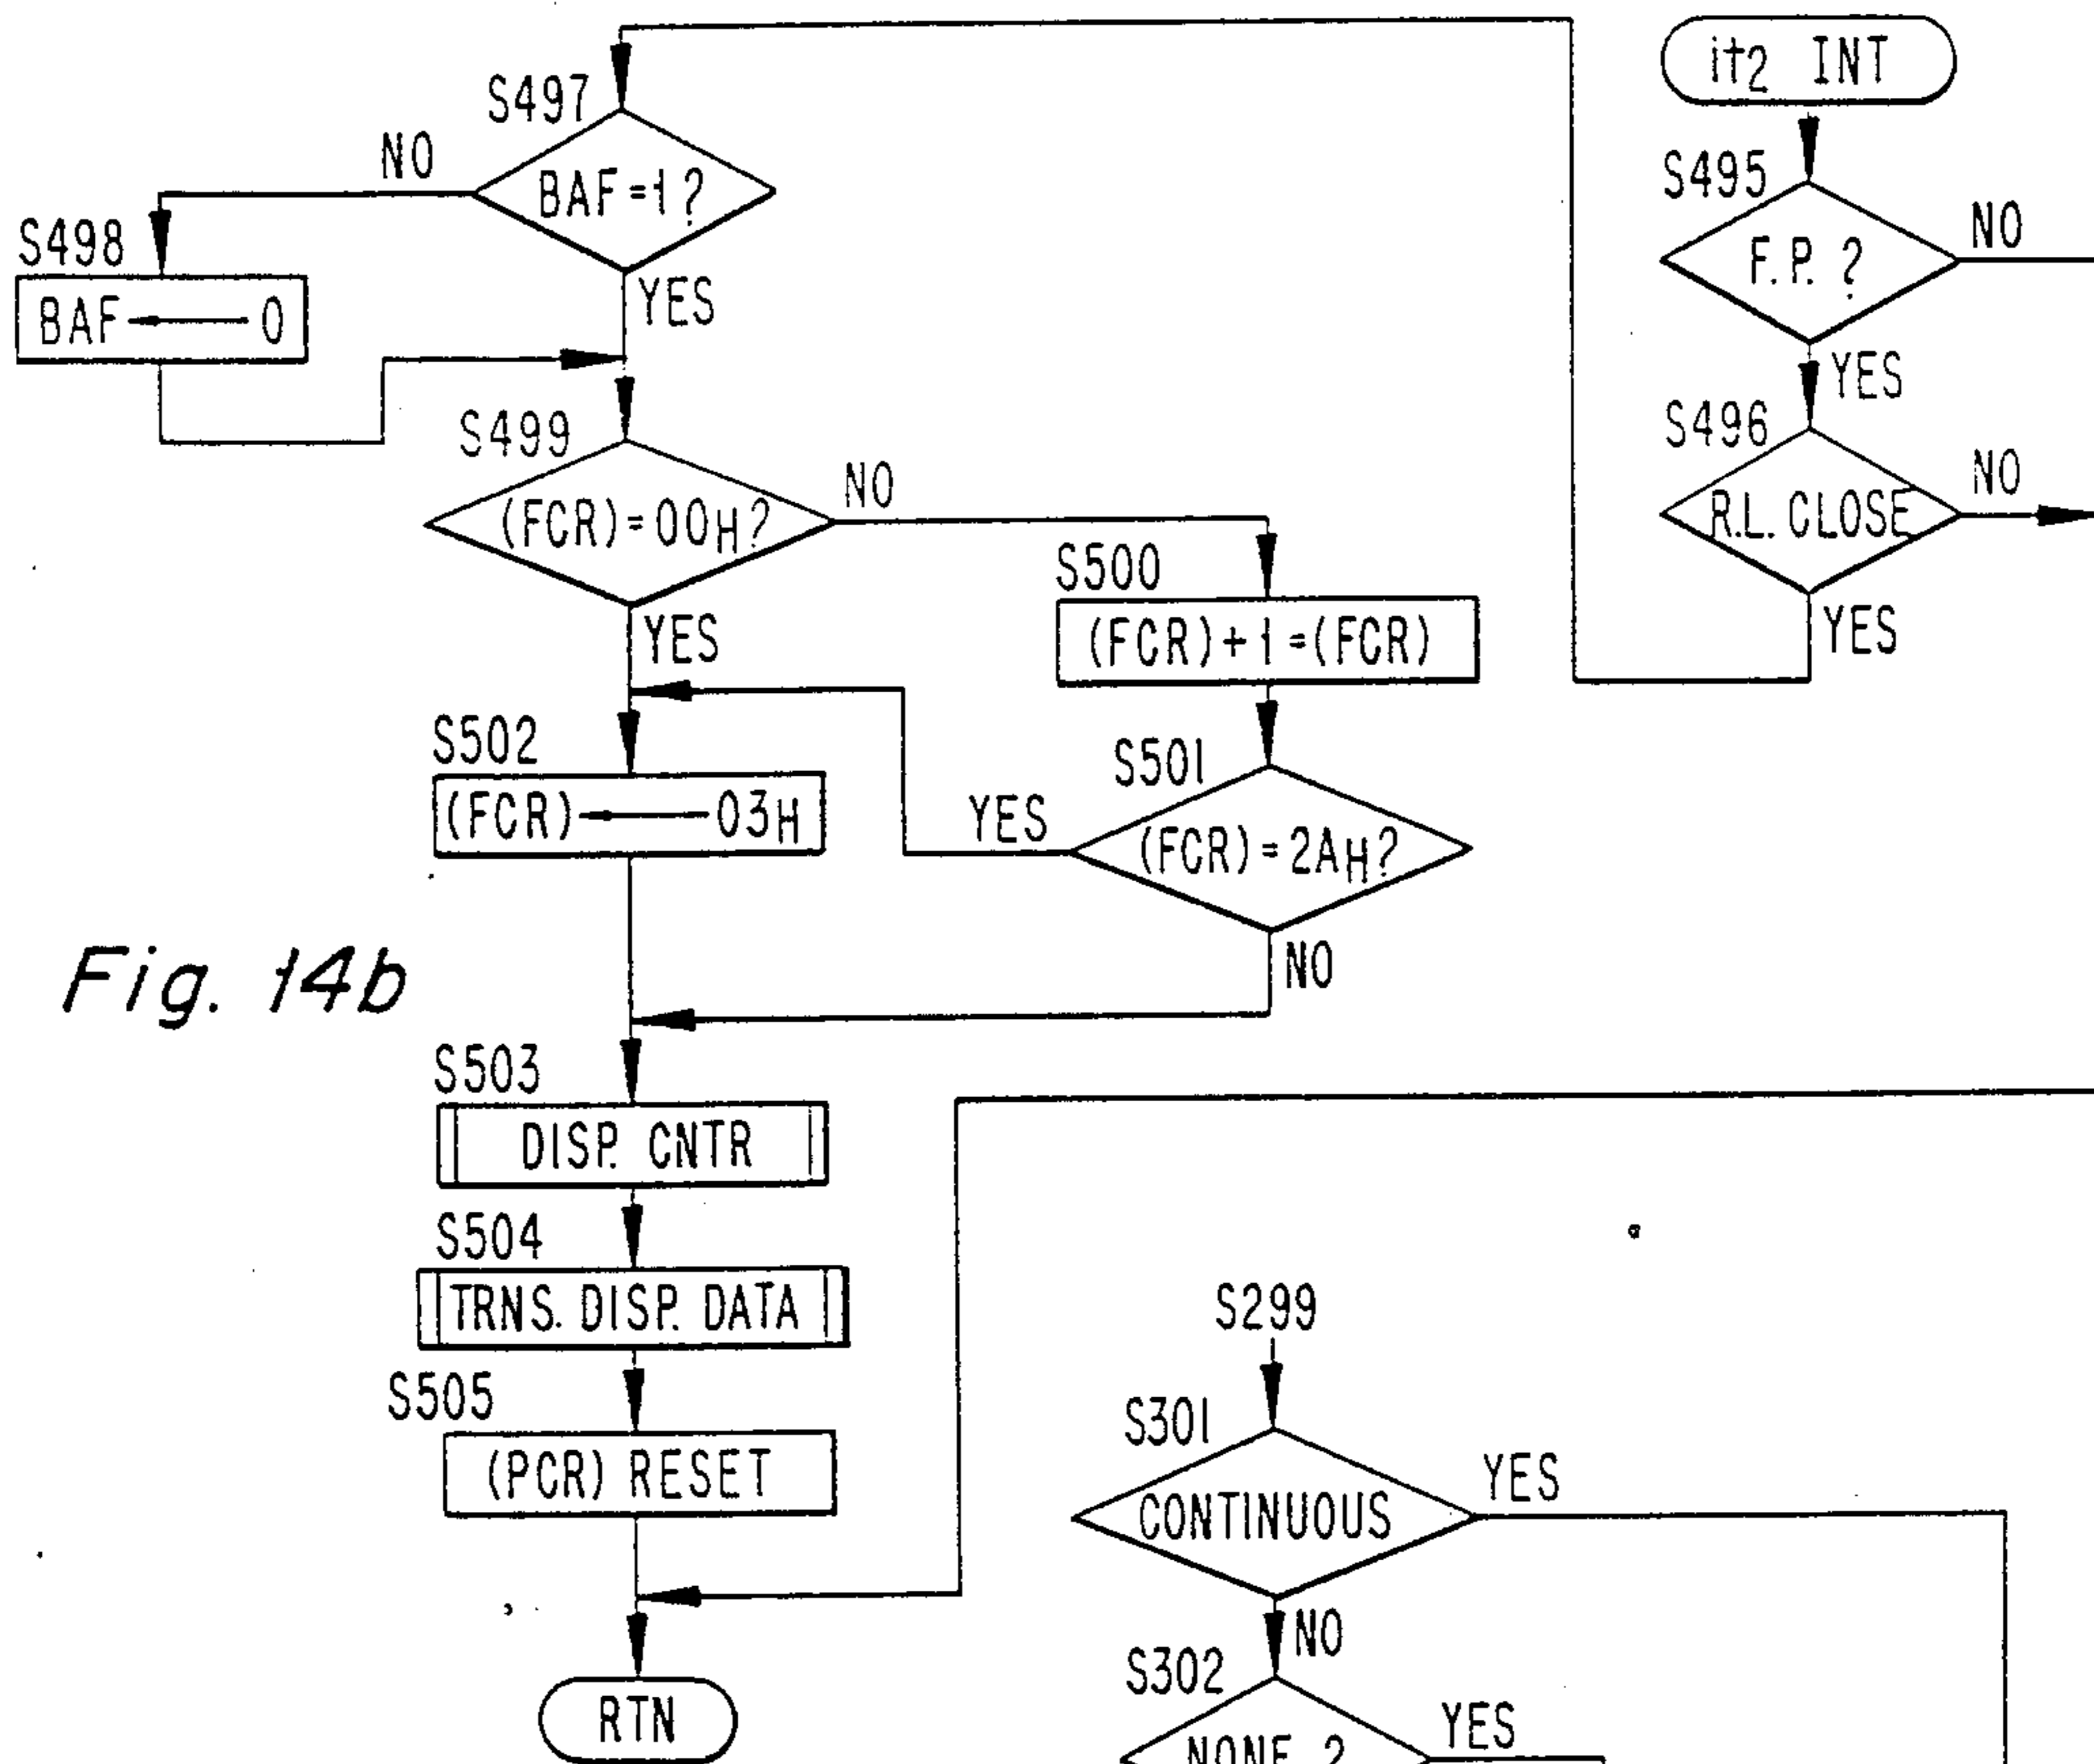 it2 INT
S495
F.P. ?
NO
YES
S496
R.L. CLOSE
NO
YES
S497
BAF=1?
NO
YES
S498
BAF ← 0
S499
(FCR)=00H?
NO
YES
S500
(FCR)+1=(FCR)
S501
(FCR)=2AH?
YES
NO
S502
(FCR) ← 03H
Fig. 14b
S503
DISP. CNTR
S504
TRNS. DISP. DATA
S505
(PCR) RESET
RTN
S299
S301
CONTINUOUS
YES
NO
S302
NONE ?
YES